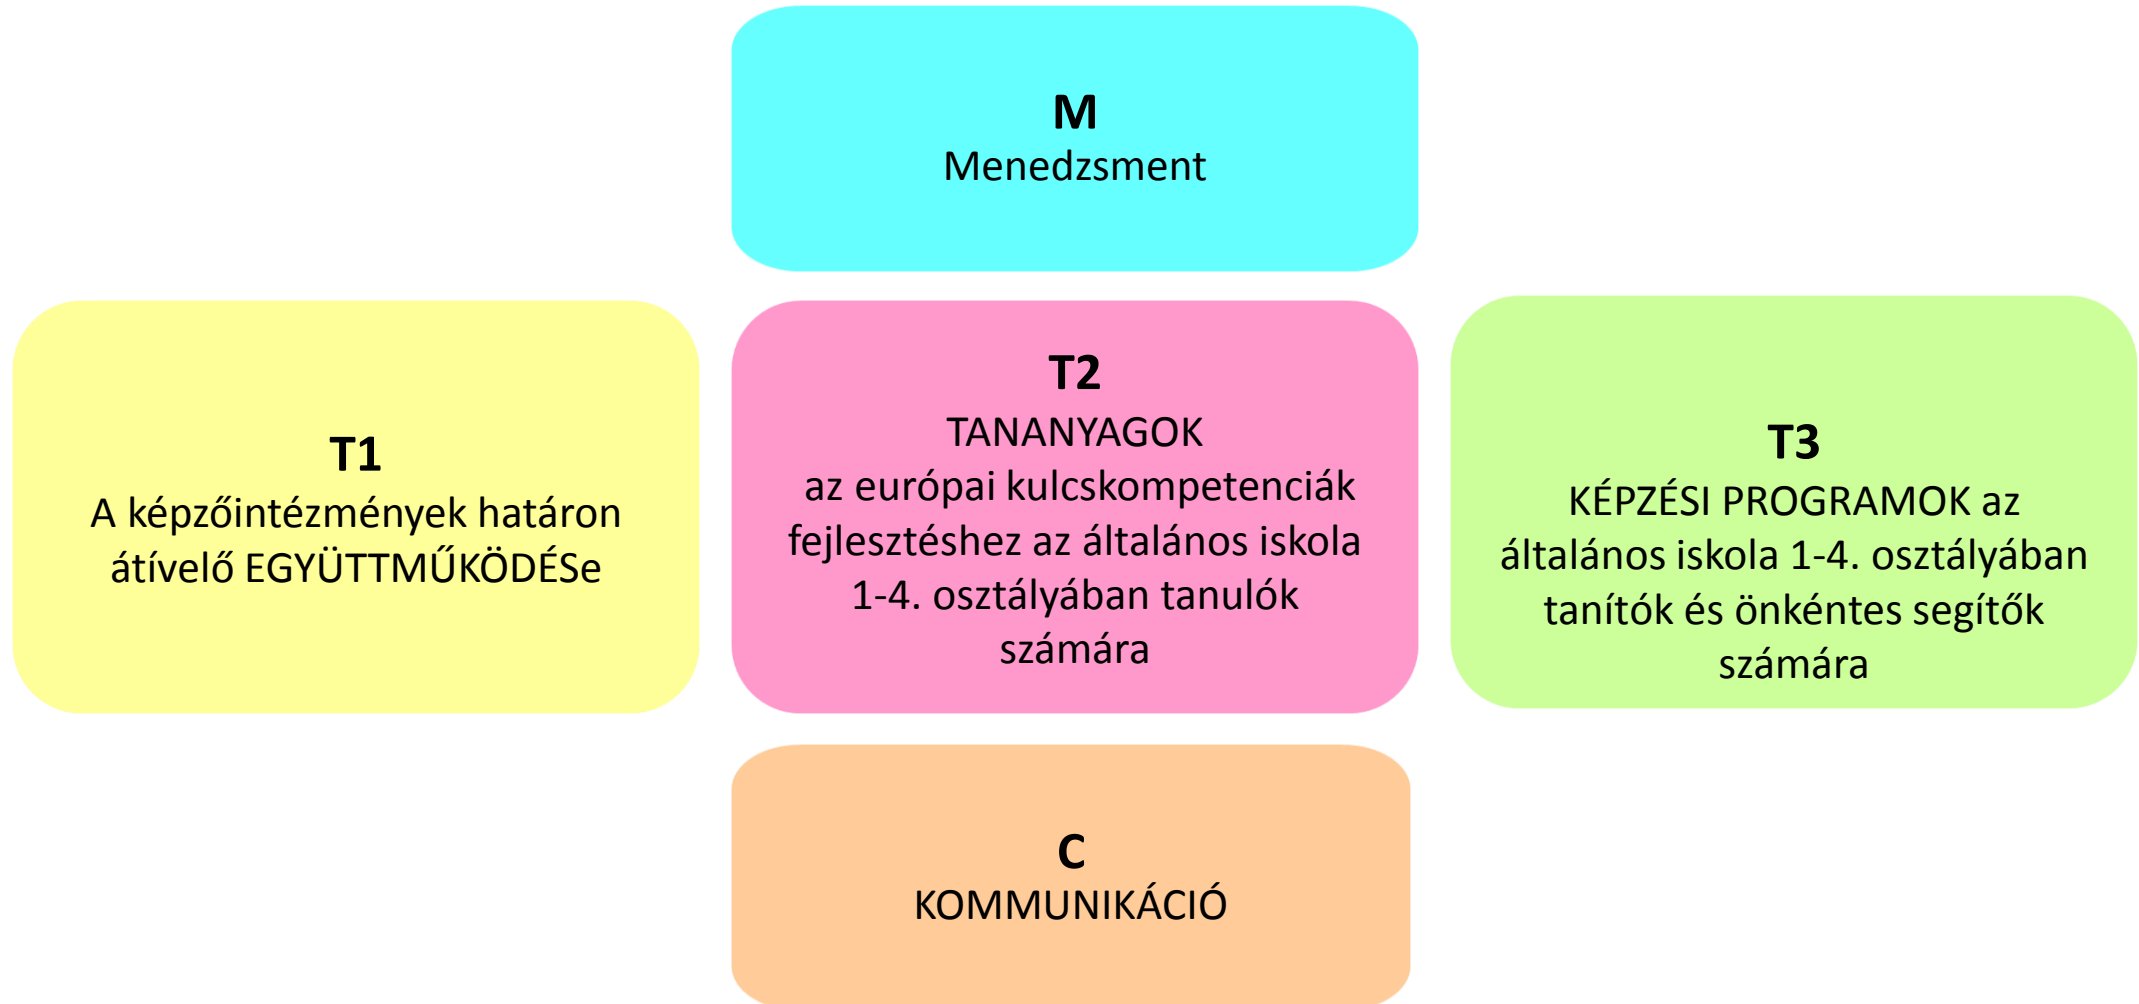 M
Menedzsment
T1
A képzőintézmények határon
átívelő EGYÜTTMŰKÖDÉSe
T2
TANANYAGOK
az európai kulcskompetenciák
fejlesztéshez az általános iskola
1-4. osztályában tanulók
számára
T3
KÉPZÉSI PROGRAMOK az
általános iskola 1-4. osztályában
tanítók és önkéntes segítők
számára
C
KOMMUNIKÁCIÓ